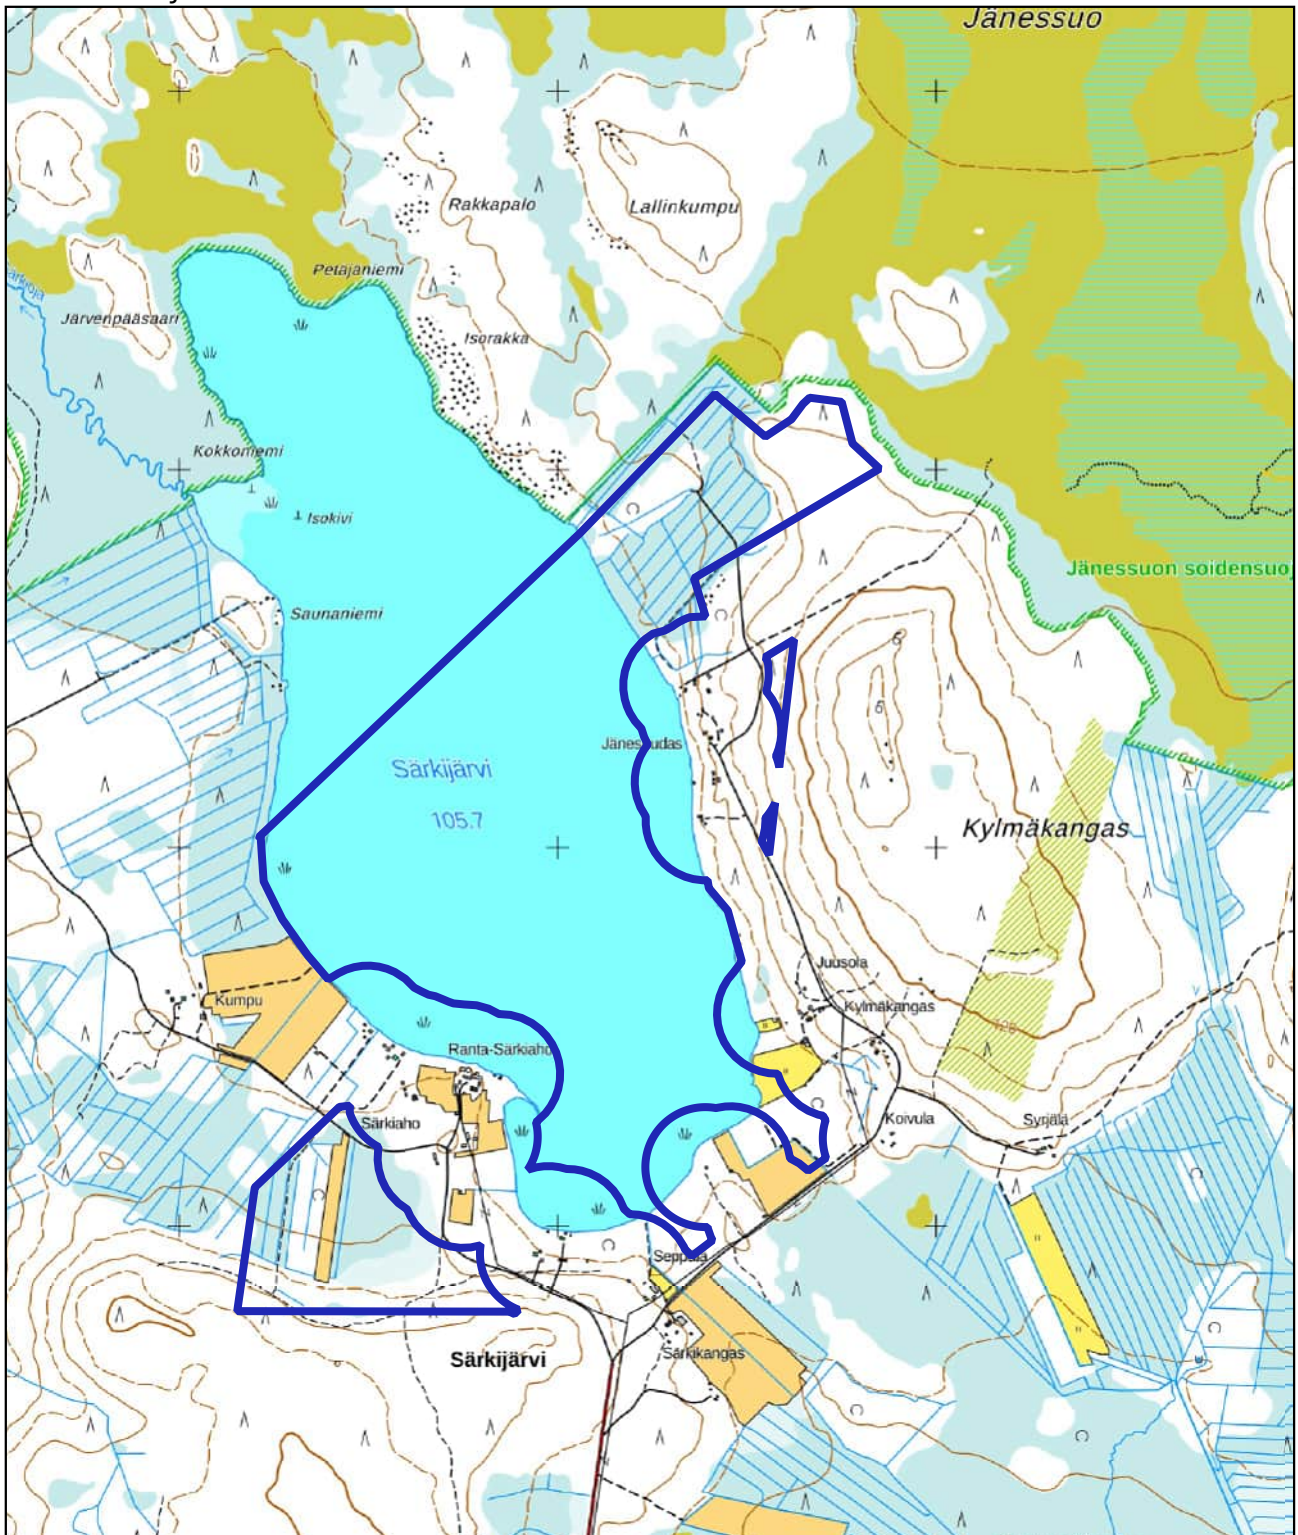 Jänessuo
Rakkapalo
Lallinkumpu
Petäjäniemi
Järvenpääsaari
Isorakka
Kokkoniemi
Isokivi
Saunaniemi
Jänessuon soidensuo
Särkijärvi
105.7
Kylmäkangas
Juusola
Kylmäkangas
Kumpu
Ranta-Särkiaho
Särkiaho
Koivula
Syrjälä
Seppälä
Särkijärvi
Särkikangas